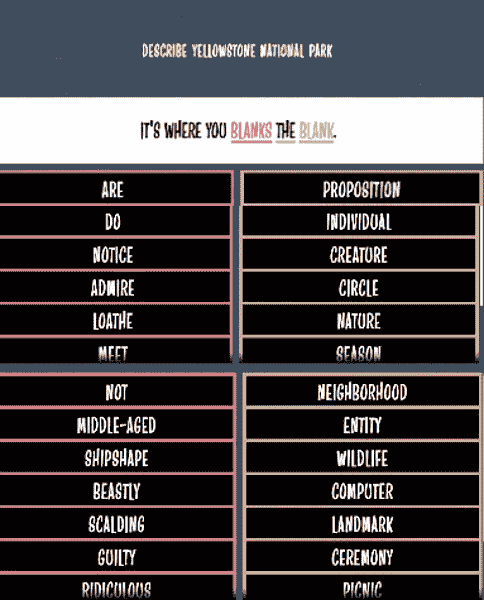 DESCRIBE YELLOWSTONE NATIONAL PARK
IT'S WHERE YOU BLANKS THE BLANK.
ARE PROPOSITION
DO INDIVIDUAL
NOTICE CREATURE
ADMIRE CIRCLE
LOATHE NATURE
MEET SEASON
NOT NEIGHBORHOOD
MIDDLE-AGED ENTITY
SHIPSHAPE WILDLIFE
BEASTLY COMPUTER
SCALDING LANDMARK
GUILTY CEREMONY
RIDICULOUS PICNIC